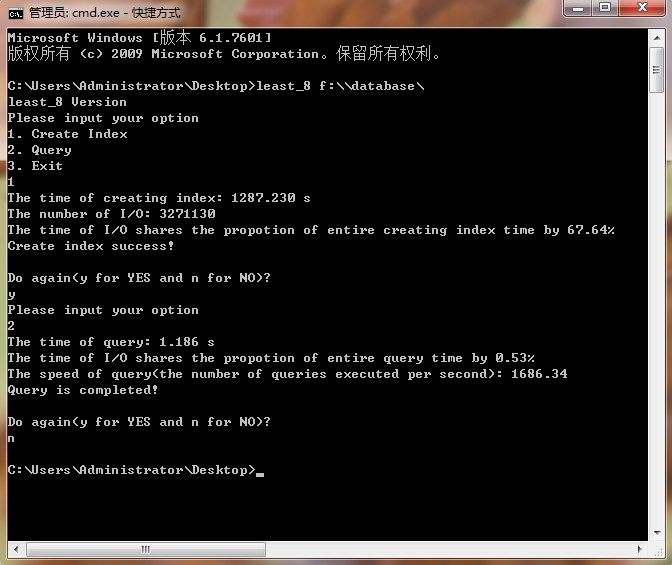 管理员: cmd.exe - 快捷方式
Microsoft Windows [版本 6.1.7601]
版权所有 (c) 2009 Microsoft Corporation。保留所有权利。
C:\Users\Administrator\Desktop>least_8 f:\\database\
least_8 Version
Please input your option
1. Create Index
2. Query
3. Exit
1
The time of creating index: 1287.230 s
The number of I/O: 3271130
The time of I/O shares the propotion of entire creating index time by 67.64%
Create index success!
Do again(y for YES and n for NO)?
y
Please input your option
2
The time of query: 1.186 s
The time of I/O shares the propotion of entire query time by 0.53%
The speed of query(the number of queries executed per second): 1686.34
Query is completed!
Do again(y for YES and n for NO)?
n
C:\Users\Administrator\Desktop>